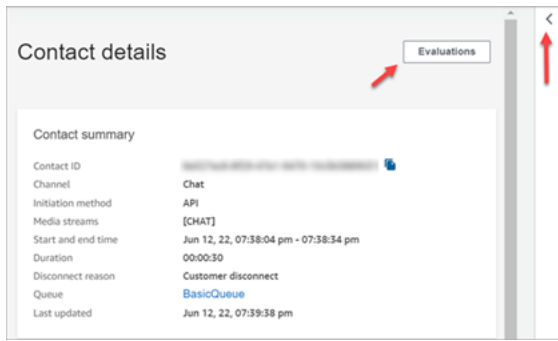 Contact details
Evaluations
Contact summary
Contact ID
Channel Chat
Initiation method API
Media streams [CHAT]
Start and end time Jun 12, 22, 07:38:04 pm - 07:38:34 pm
Duration 00:00:30
Disconnect reason Customer disconnect
Queue BasicQueue
Last updated Jun 12, 22, 07:39:38 pm